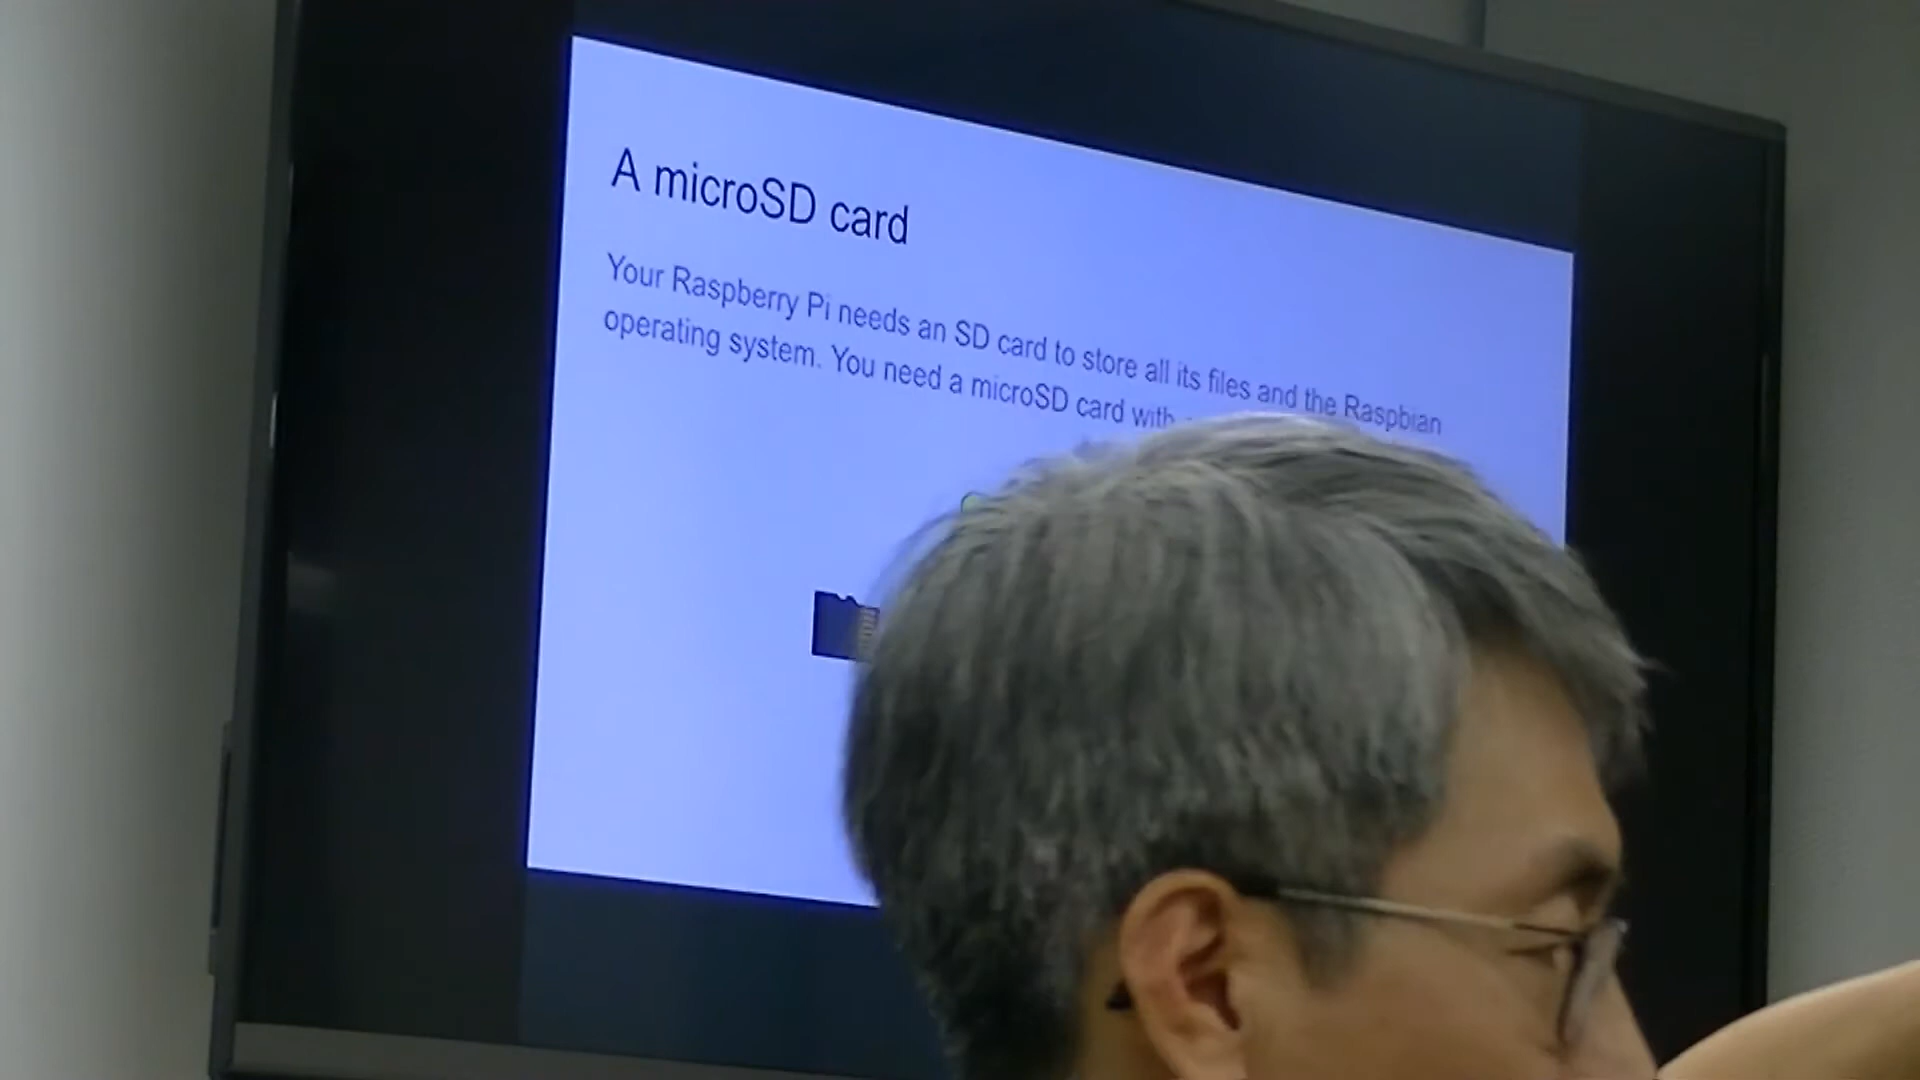 A microSD card
Your Raspberry Pi needs an SD card to store all its files and the Raspbian
operating system. You need a microSD card with